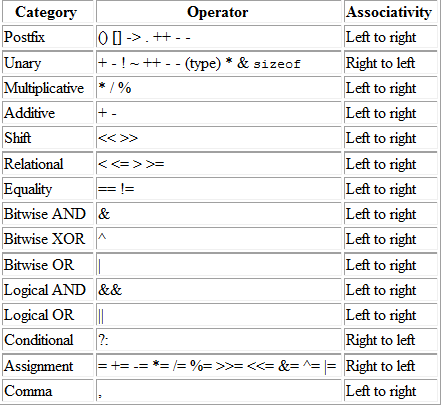 Category Operator Associativity
Postfix () [] -> . ++ - - Left to right
Unary + - ! ~ ++ - - (type) * & sizeof Right to left
Multiplicative * / % Left to right
Additive + - Left to right
Shift << >> Left to right
Relational < <= > >= Left to right
Equality == != Left to right
Bitwise AND & Left to right
Bitwise XOR ^ Left to right
Bitwise OR | Left to right
Logical AND && Left to right
Logical OR || Left to right
Conditional ?: Right to left
Assignment = += -= *= /= %= >>= <<= &= ^= |= Right to left
Comma , Left to right